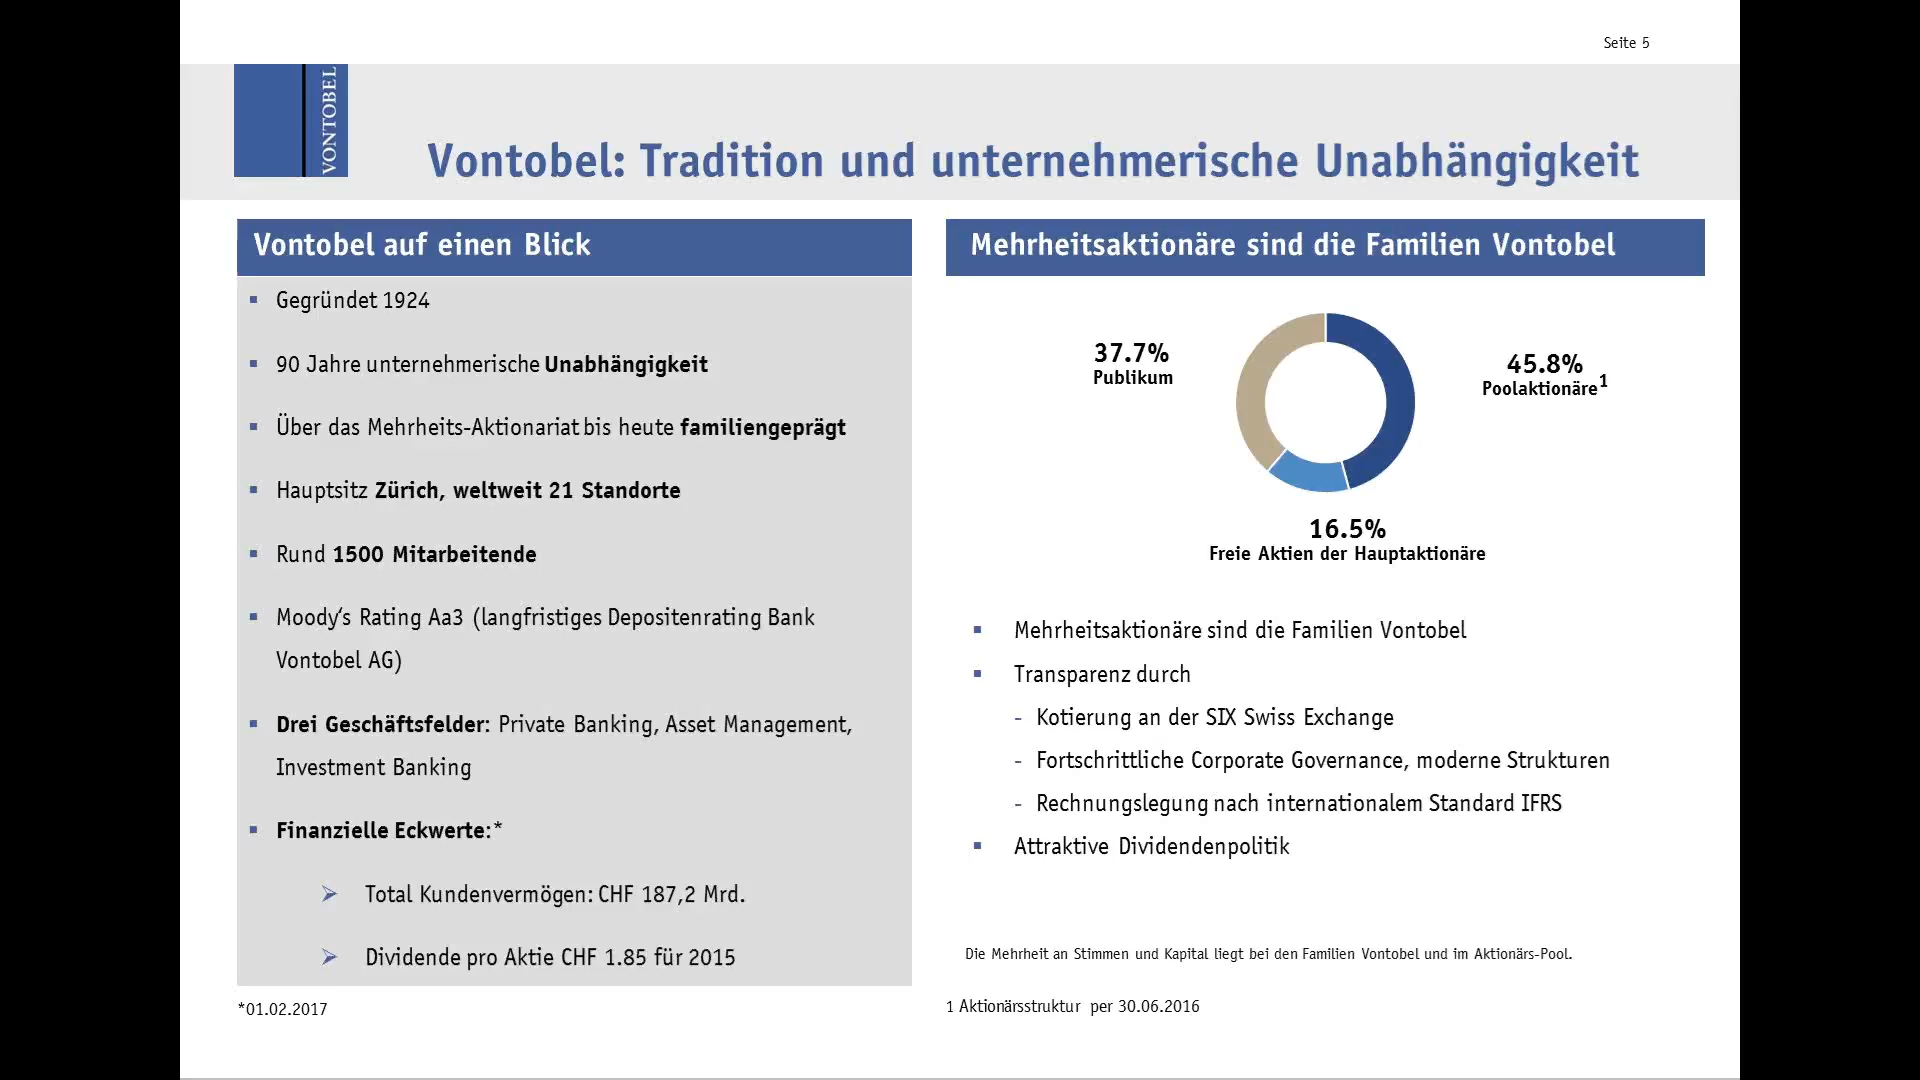 Seite 5
VONTOBEL
Vontobel: Tradition und unternehmerische Unabhängigkeit
Vontobel auf einen Blick
Gegründet 1924
90 Jahre unternehmerische Unabhängigkeit
Über das Mehrheits-Aktionariat bis heute familiengeprägt
Hauptsitz Zürich, weltweit 21 Standorte
Rund 1500 Mitarbeitende
Moody‘s Rating Aa3 (langfristiges Depositenrating Bank
Vontobel AG)
Drei Geschäftsfelder: Private Banking, Asset Management,
Investment Banking
Finanzielle Eckwerte:*
Total Kundenvermögen: CHF 187,2 Mrd.
Dividende pro Aktie CHF 1.85 für 2015
*01.02.2017
Mehrheitsaktionäre sind die Familien Vontobel
37.7%
Publikum
45.8%
Poolaktionäre1
16.5%
Freie Aktien der Hauptaktionäre
Mehrheitsaktionäre sind die Familien Vontobel
Transparenz durch
- Kotierung an der SIX Swiss Exchange
- Fortschrittliche Corporate Governance, moderne Strukturen
- Rechnungslegung nach internationalem Standard IFRS
Attraktive Dividendenpolitik
Die Mehrheit an Stimmen und Kapital liegt bei den Familien Vontobel und im Aktionärs-Pool.
1 Aktionärsstruktur per 30.06.2016